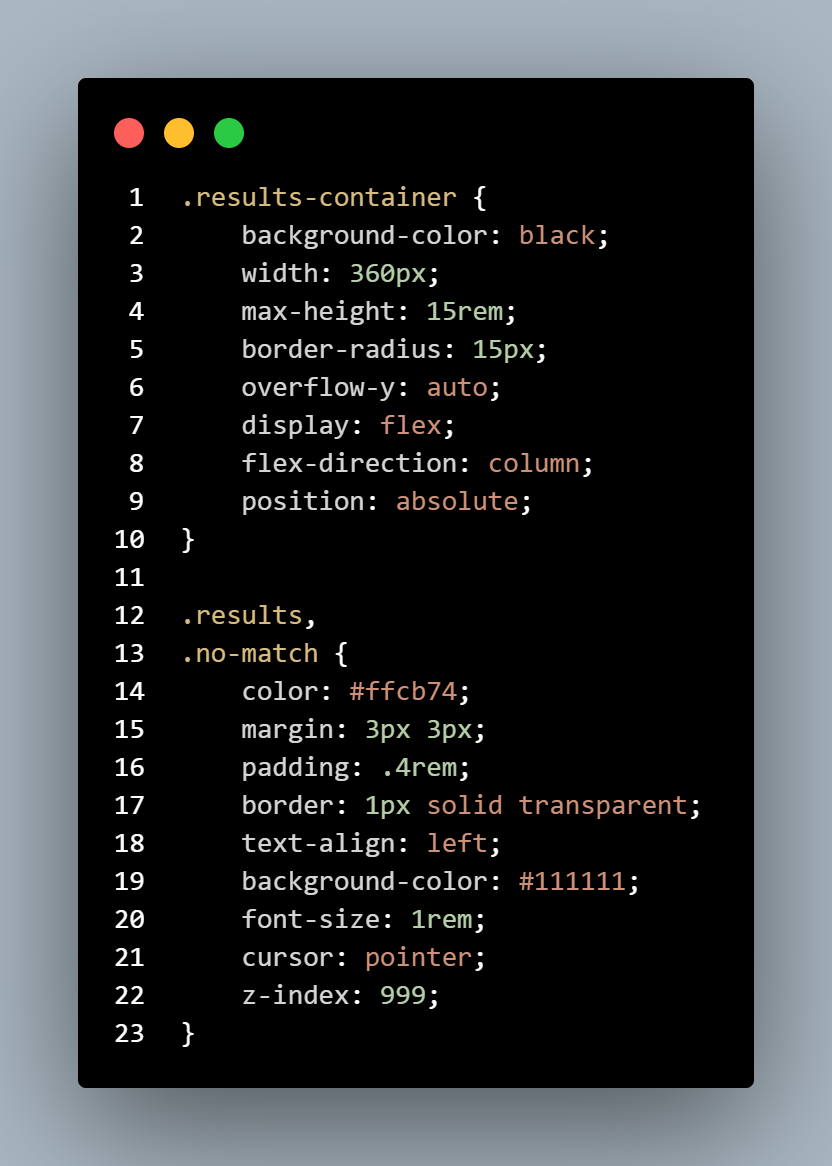 1 .results-container {
2     background-color: black;
3     width: 360px;
4     max-height: 15rem;
5     border-radius: 15px;
6     overflow-y: auto;
7     display: flex;
8     flex-direction: column;
9     position: absolute;
10 }
11
12 .results,
13 .no-match {
14     color: #ffcb74;
15     margin: 3px 3px;
16     padding: .4rem;
17     border: 1px solid transparent;
18     text-align: left;
19     background-color: #111111;
20     font-size: 1rem;
21     cursor: pointer;
22     z-index: 999;
23 }